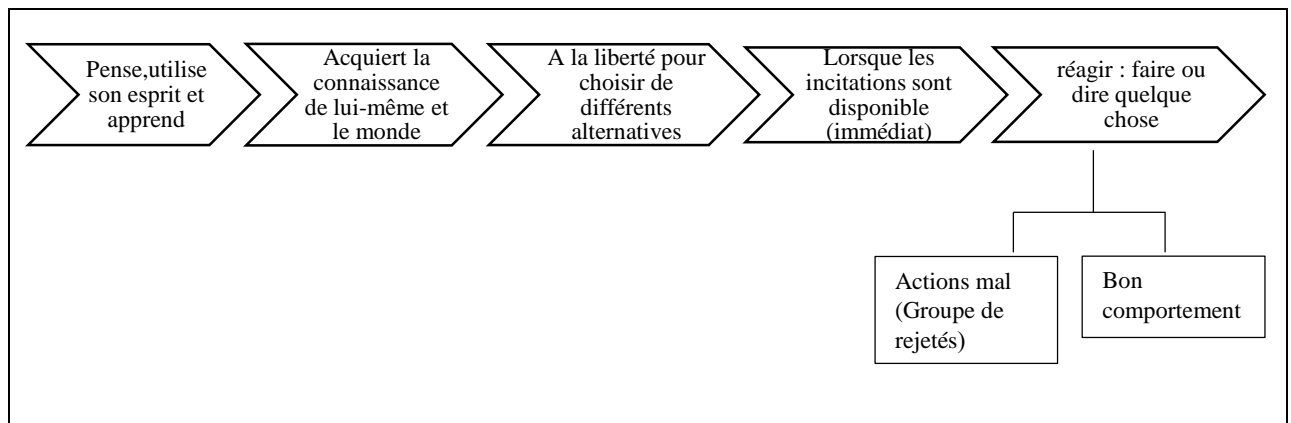 Pense,utilise
son esprit et
apprend
Acquiert la
connaissance
de lui-même et
le monde
A la liberté pour
choisir de
différents
alternatives
Lorsque les
incitations sont
disponible
(immédiat)
réagir : faire ou
dire quelque
chose
Actions mal
(Groupe de
rejetés)
Bon
comportement